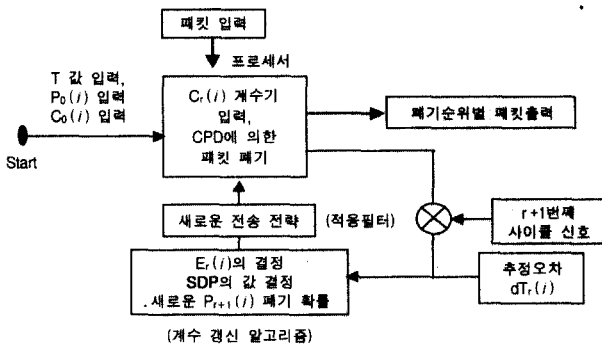 패킷 입력
프로세서
T 값 입력,
P₀(i) 입력
C₀(i) 입력
Start
Cᵣ(i) 계수기
입력,
CPD에 의한
패킷 폐기
폐기순위별 패킷출력
새로운 전송 전략
(적응필터)
r+1번째
사이클 신호
Eᵣ(i)의 결정
SDP의 값 결정
.새로운 Pᵣ₊₁(i) 폐기 확률
추정오차
dTᵣ(i)
(계수 갱신 알고리즘)